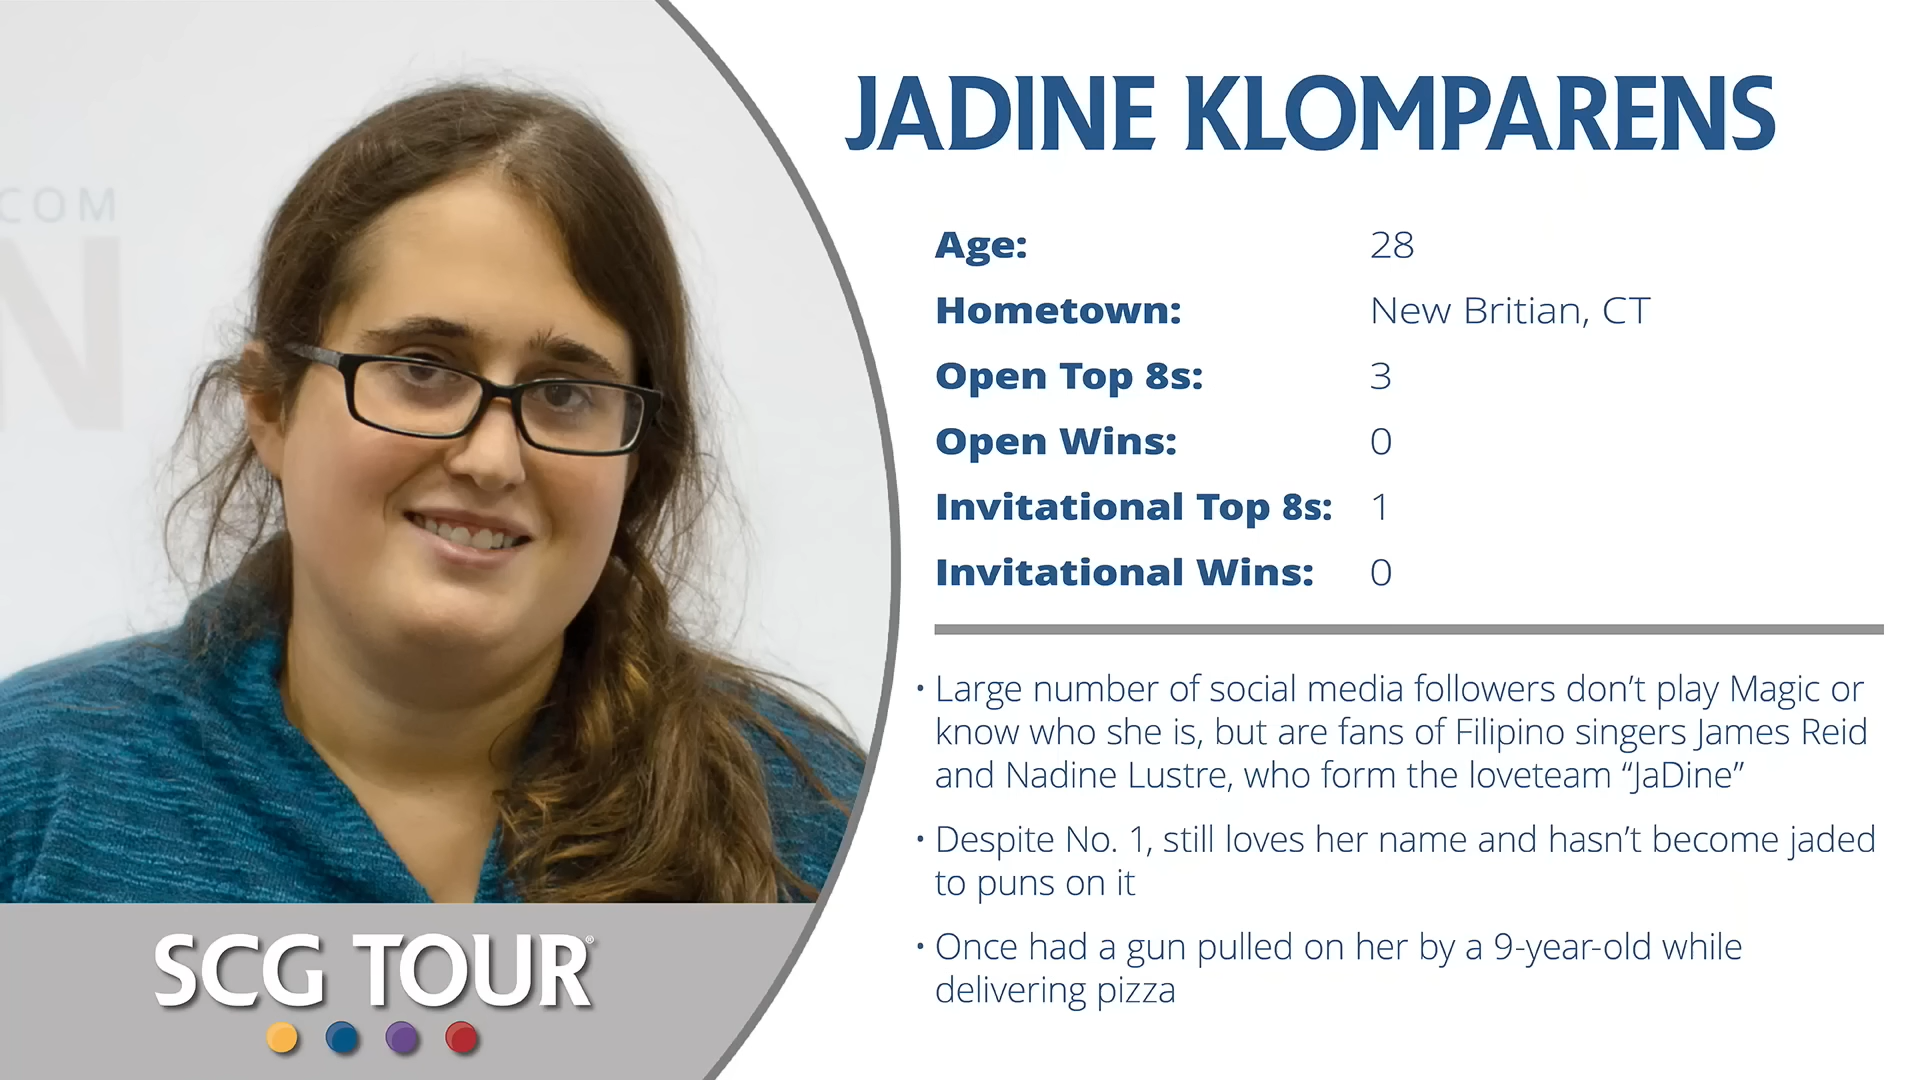 JADINE KLOMPARENS
COM
N
Age: 28
Hometown: New Britian, CT
Open Top 8s: 3
Open Wins: 0
Invitational Top 8s: 1
Invitational Wins: 0
• Large number of social media followers don’t play Magic or
know who she is, but are fans of Filipino singers James Reid
and Nadine Lustre, who form the loveteam “JaDine”
• Despite No. 1, still loves her name and hasn’t become jaded
to puns on it
• Once had a gun pulled on her by a 9-year-old while
delivering pizza
SCG TOUR®